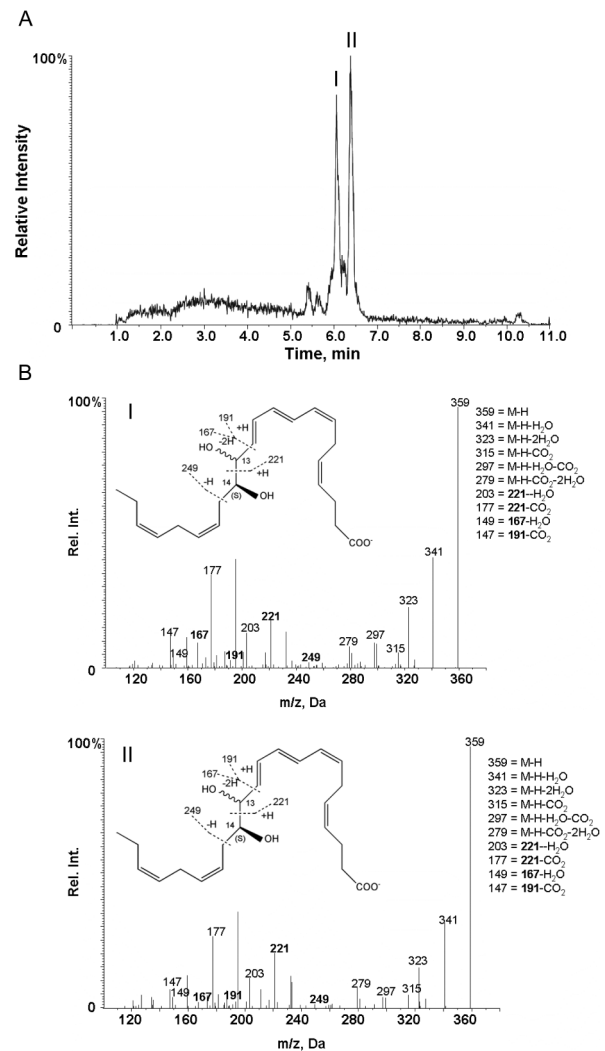 A
I
II
100%
Relative Intensity
0
1.0 2.0 3.0 4.0 5.0 6.0 7.0 8.0 9.0 10.0 11.0
Time, min
B
I
100%
Rel. Int.
0
191
+H
167
-2H
HO
13
221
+H
249
-H
14
(S)
OH
COO-
359
341
323
315
297
279
249
221
203
191
177
167
149
147
359 = M-H
341 = M-H-H2O
323 = M-H-2H2O
315 = M-H-CO2
297 = M-H-H2O-CO2
279 = M-H-CO2-2H2O
203 = 221--H2O
177 = 221-CO2
149 = 167-H2O
147 = 191-CO2
120 160 200 240 280 320 360
m/z, Da
II
100%
Rel. Int.
0
191
+H
167
-2H
HO
13
221
+H
249
-H
14
(S)
OH
COO-
359
341
323
315
297
279
249
221
203
191
177
167
149
147
359 = M-H
341 = M-H-H2O
323 = M-H-2H2O
315 = M-H-CO2
297 = M-H-H2O-CO2
279 = M-H-CO2-2H2O
203 = 221--H2O
177 = 221-CO2
149 = 167-H2O
147 = 191-CO2
120 160 200 240 280 320 360
m/z, Da